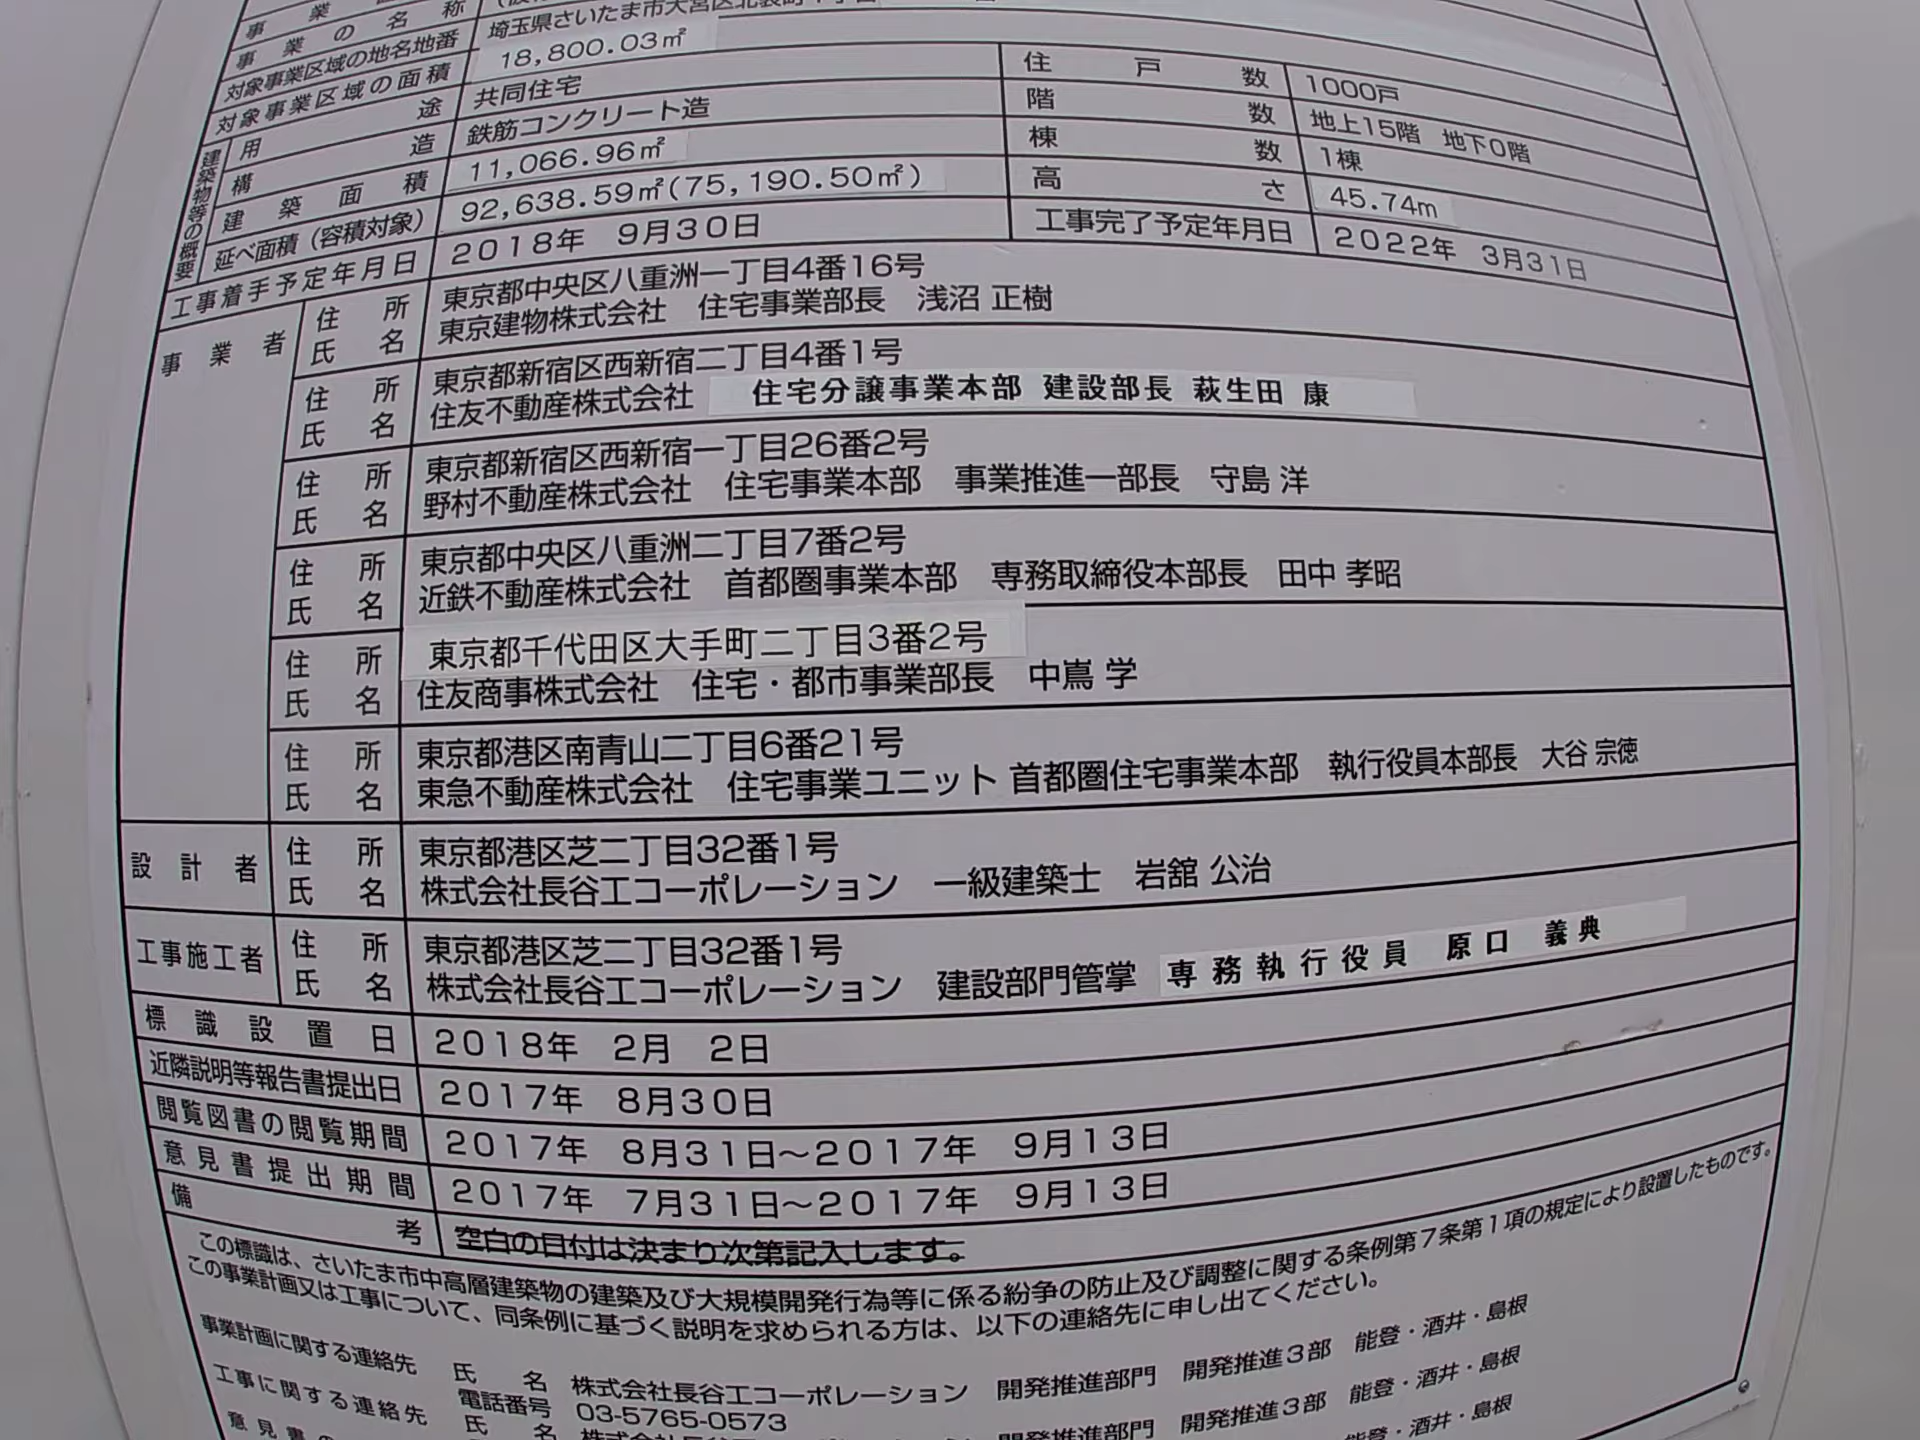 事業の名称
対象事業区域の地名地番 埼玉県さいたま市大宮区北袋町
対象事業区域の面積 18,800.03㎡
建築物等の概要
用途 共同住宅 住戸数 1000戸
構造 鉄筋コンクリート造 階数 地上15階 地下0階
建築面積 11,066.96㎡ 棟数 1棟
延べ面積(容積対象) 92,638.59㎡(75,190.50㎡) 高さ 45.74m
工事着手予定年月日 2018年 9月30日 工事完了予定年月日 2022年 3月31日
事業者 住所 東京都中央区八重洲一丁目4番16号
氏名 東京建物株式会社 住宅事業部長 浅沼 正樹
住所 東京都新宿区西新宿二丁目4番1号
氏名 住友不動産株式会社 住宅分譲事業本部 建設部長 萩生田 康
住所 東京都新宿区西新宿一丁目26番2号
氏名 野村不動産株式会社 住宅事業本部 事業推進一部長 守島 洋
住所 東京都中央区八重洲二丁目7番2号
氏名 近鉄不動産株式会社 首都圏事業本部 専務取締役本部長 田中 孝昭
住所 東京都千代田区大手町二丁目3番2号
氏名 住友商事株式会社 住宅・都市事業部長 中嶌 学
住所 東京都港区南青山二丁目6番21号
氏名 東急不動産株式会社 住宅事業ユニット 首都圏住宅事業本部 執行役員本部長 大谷 宗徳
設計者 住所 東京都港区芝二丁目32番1号
氏名 株式会社長谷工コーポレーション 一級建築士 岩舘 公治
工事施工者 住所 東京都港区芝二丁目32番1号
氏名 株式会社長谷工コーポレーション 建設部門管掌 専務執行役員 原口 義典
標識設置日 2018年 2月 2日
近隣説明等報告書提出日 2017年 8月30日
閲覧図書の閲覧期間 2017年 8月31日～2017年 9月13日
意見書提出期間 2017年 7月31日～2017年 9月13日
備考 空白の日付は決まり次第記入します。
この標識は、さいたま市中高層建築物の建築及び大規模開発行為等に係る紛争の防止及び調整に関する条例第7条第1項の規定により設置したものです。
この事業計画又は工事について、同条例に基づく説明を求められる方は、以下の連絡先に申し出てください。
事業計画に関する連絡先 氏名 株式会社長谷工コーポレーション 開発推進部門 開発推進3部 能登・酒井・島根
電話番号 03-5765-0573
工事に関する連絡先 氏名 株式会社長谷工コーポレーション 開発推進部門 開発推進3部 能登・酒井・島根
意見書の
能登・酒井・島根